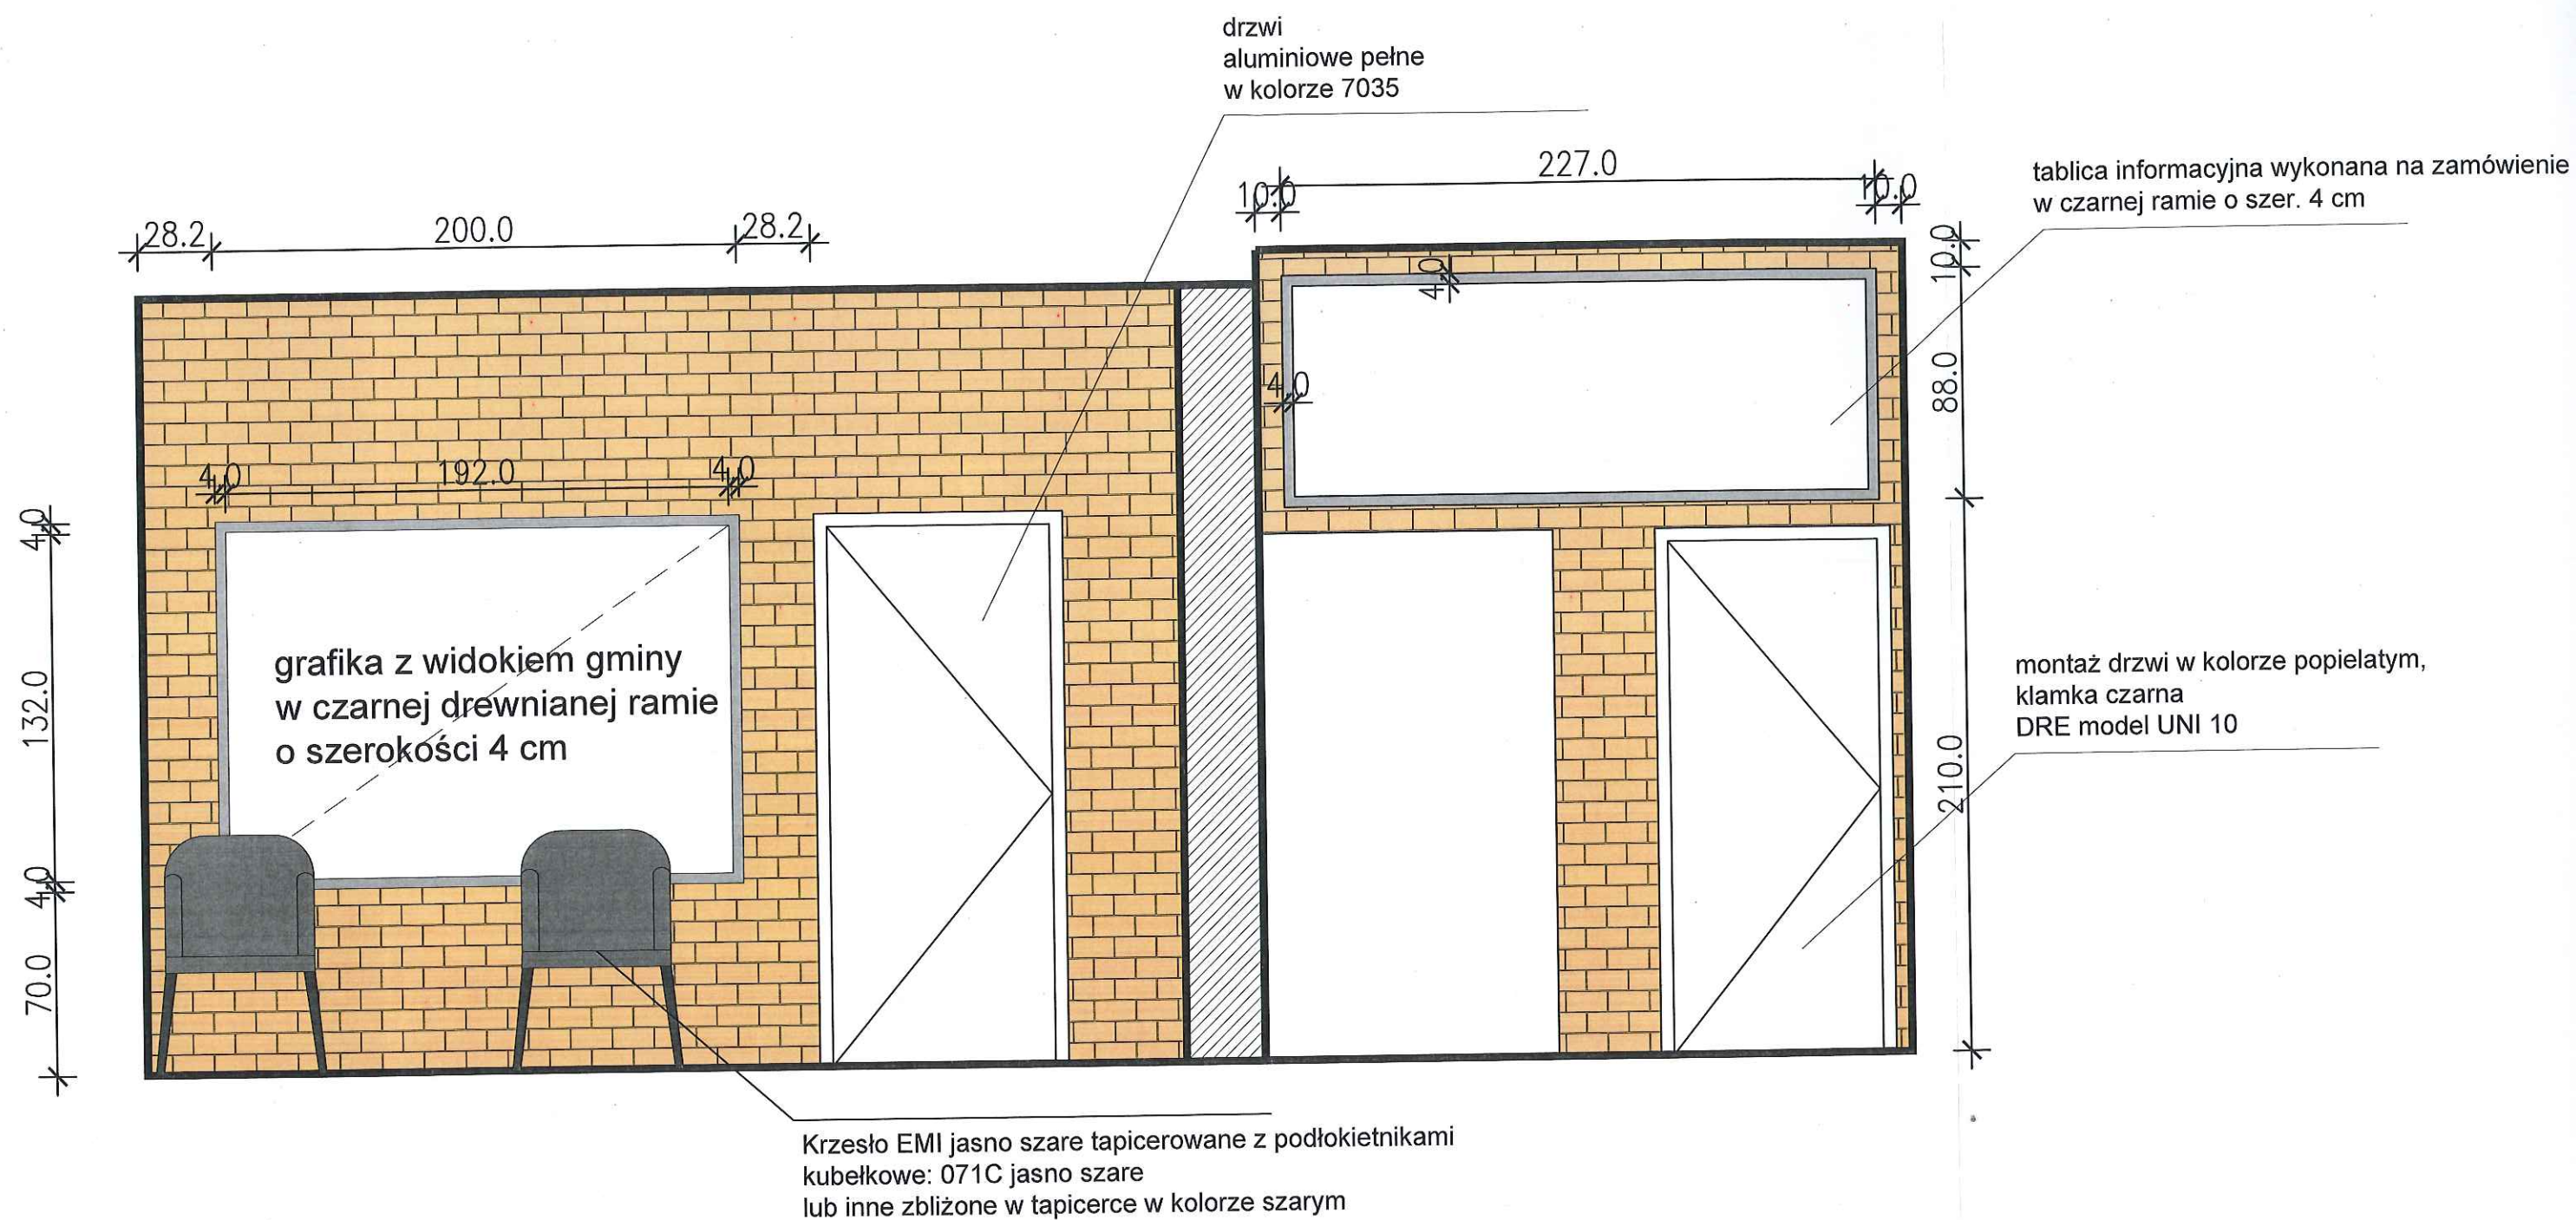 drzwi
aluminiowe pełne
w kolorze 7035
227.0
10.0
10.0
tablica informacyjna wykonana na zamówienie
w czarnej ramie o szer. 4 cm
28.2
200.0
28.2
10.0
4.0
88.0
4.0
4.0
192.0
4.0
4.0
grafika z widokiem gminy
w czarnej drewnianej ramie
o szerokości 4 cm
132.0
montaż drzwi w kolorze popielatym,
klamka czarna
DRE model UNI 10
210.0
4.0
70.0
Krzesło EMI jasno szare tapicerowane z podłokietnikami
kubełkowe: 071C jasno szare
lub inne zbliżone w tapicerce w kolorze szarym